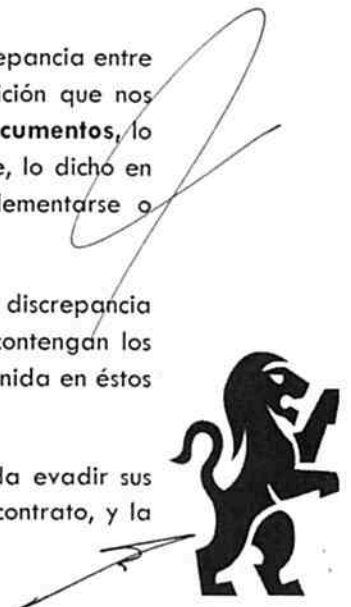 epancia entre
ición que nos
cumentos, lo
e, lo dicho en
lementarse o
discrepancia
contengan los
nida en éstos
da evadir sus
contrato, y la